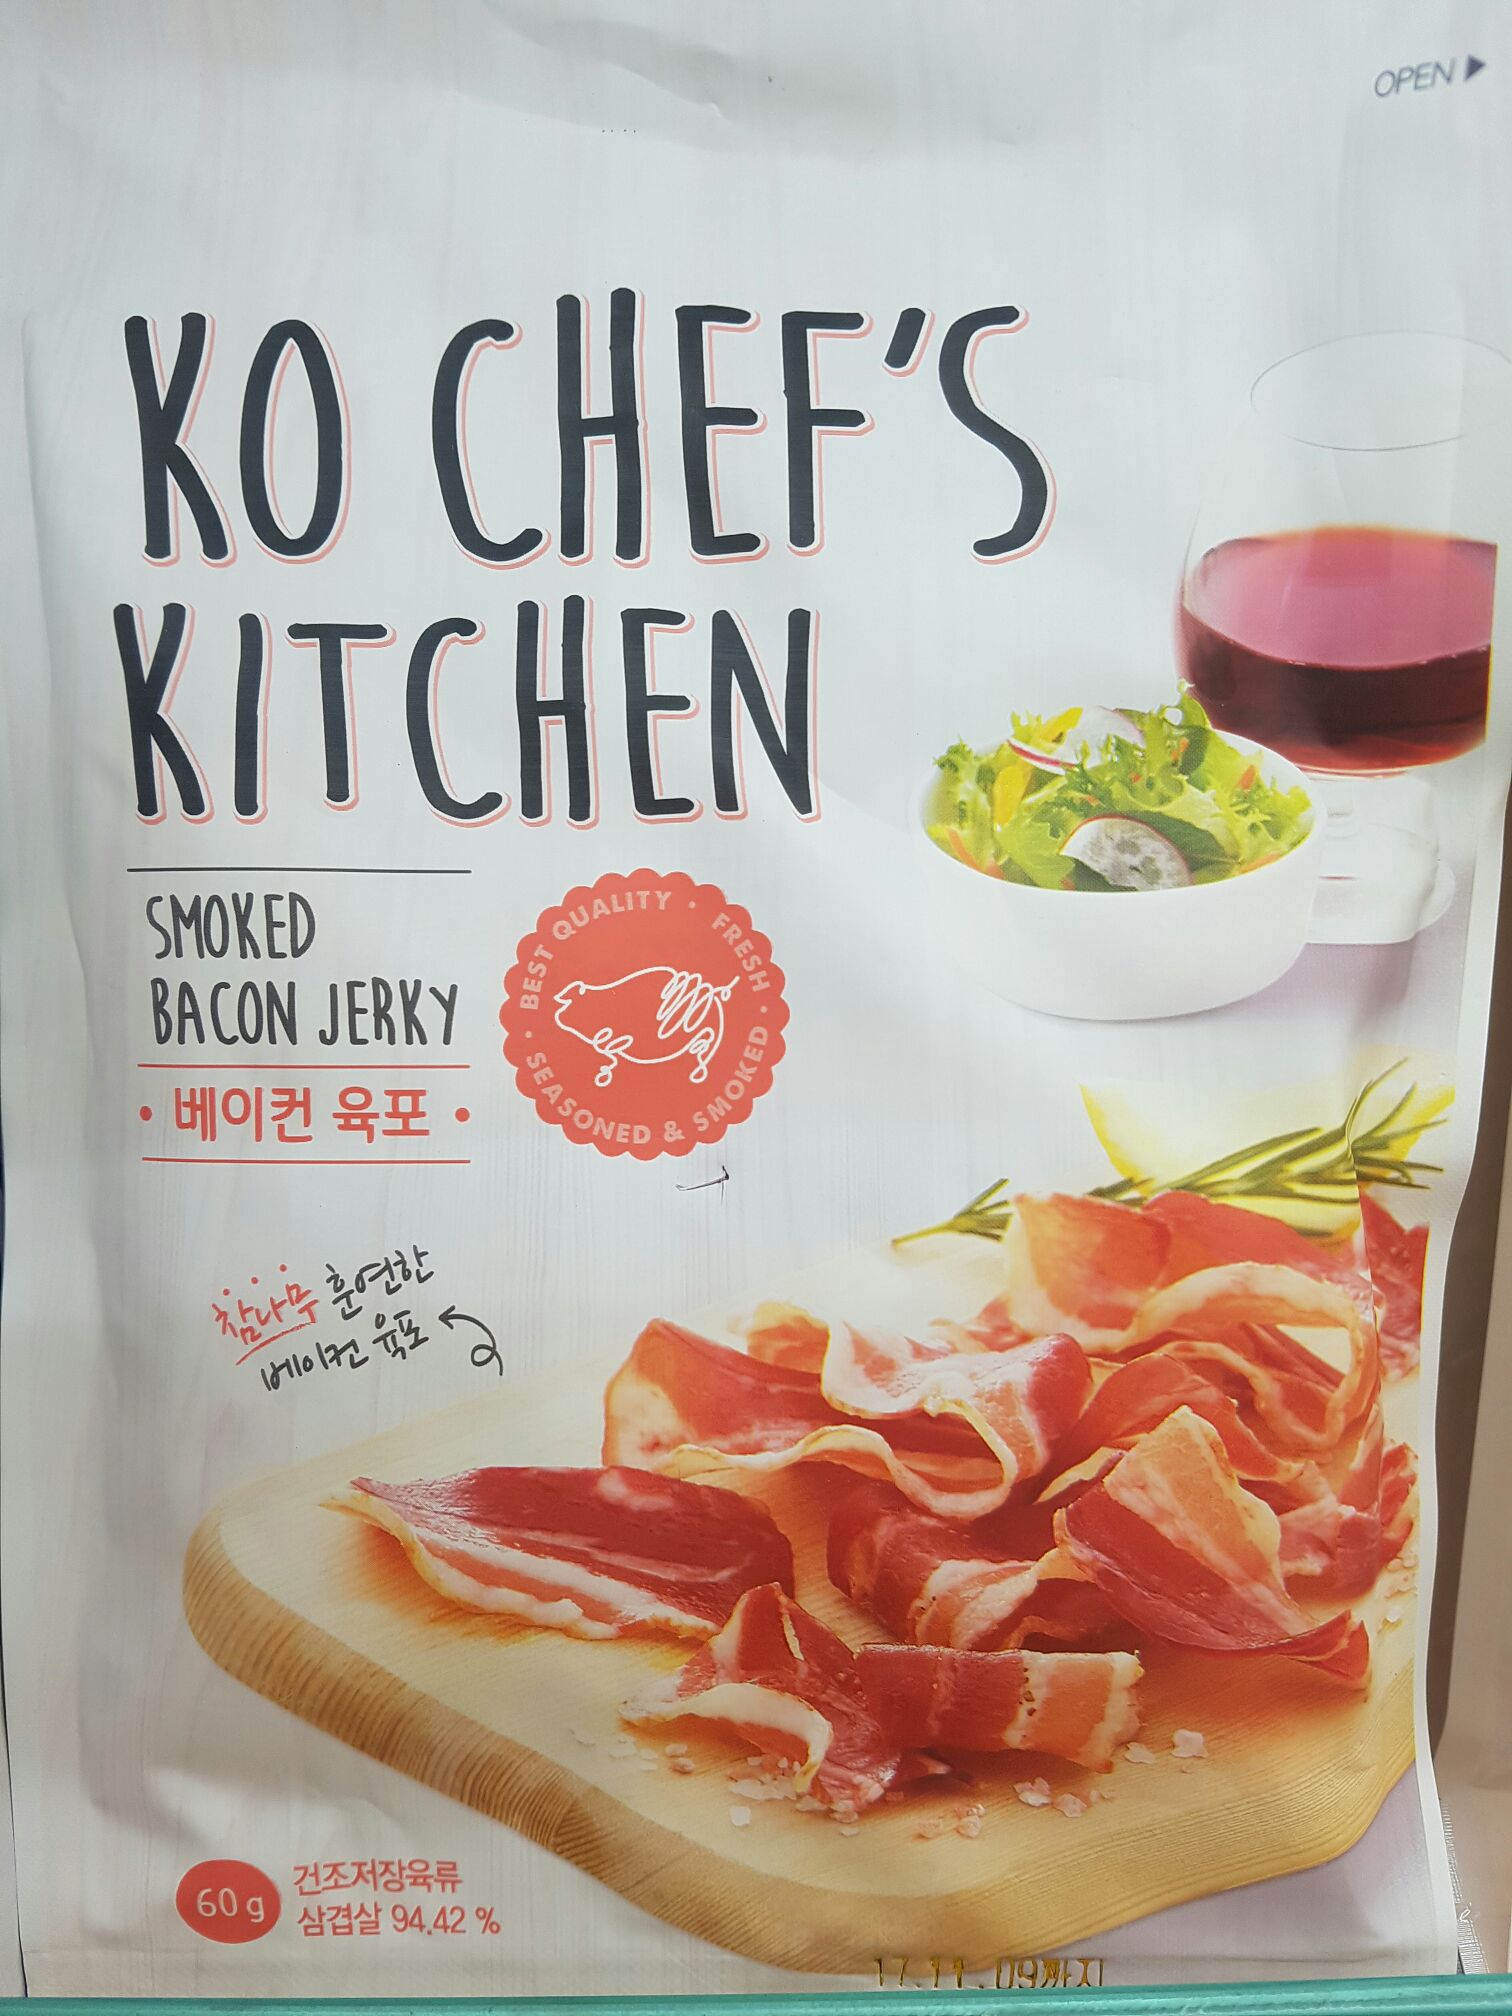 OPEN ▶
KO CHEF'S
KITCHEN
SMOKED
BACON JERKY
• 베이컨 육포 •
BEST QUALITY • FRESH • SEASONED & SMOKED •
참나무 훈연한
베이컨 육포
60 g
건조저장육류
삼겹살 94.42 %
17.11.09까지